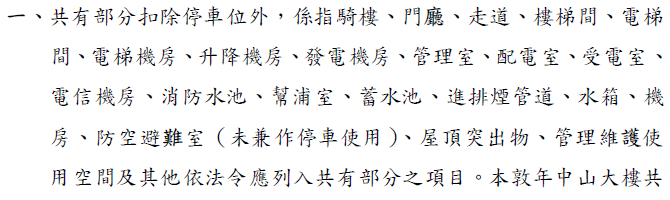 一、共有部分扣除停車位外，係指騎樓、門廳、走道、樓梯間、電梯
間、電梯機房、升降機房、發電機房、管理室、配電室、受電室、
電信機房、消防水池、幫浦室、蓄水池、進排煙管道、水箱、機
房、防空避難室（未兼作停車使用）、屋頂突出物、管理維護使
用空間及其他依法令應列入共有部分之項目。本敦年中山大樓共